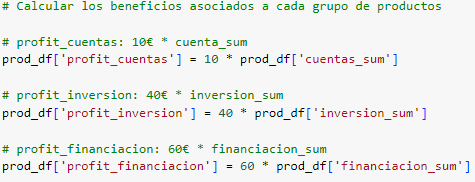 # Calcular los beneficios asociados a cada grupo de productos
# profit_cuentas: 10€ * cuenta_sum
prod_df['profit_cuentas'] = 10 * prod_df['cuentas_sum']
# profit_inversion: 40€ * inversion_sum
prod_df['profit_inversion'] = 40 * prod_df['inversion_sum']
# profit_financiacion: 60€ * financiacion_sum
prod_df['profit_financiacion'] = 60 * prod_df['financiacion_sum']